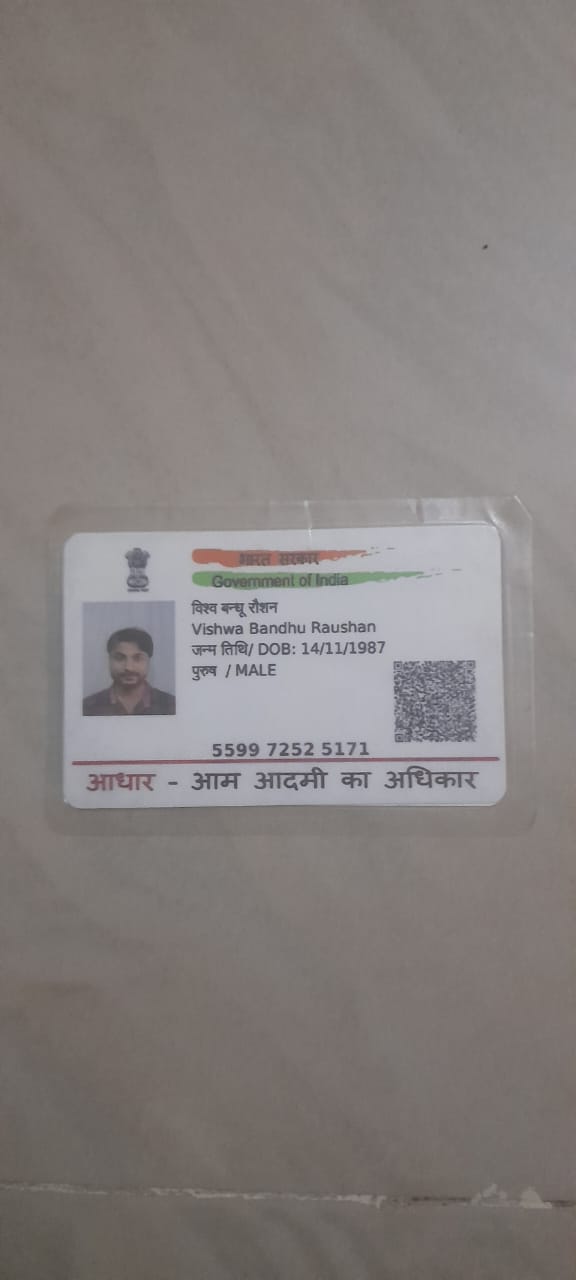 भारत सरकार
Government of India
विश्व बन्धू रौशन
Vishwa Bandhu Raushan
जन्म तिथि/ DOB: 14/11/1987
पुरुष / MALE
5599 7252 5171
आधार - आम आदमी का अधिकार